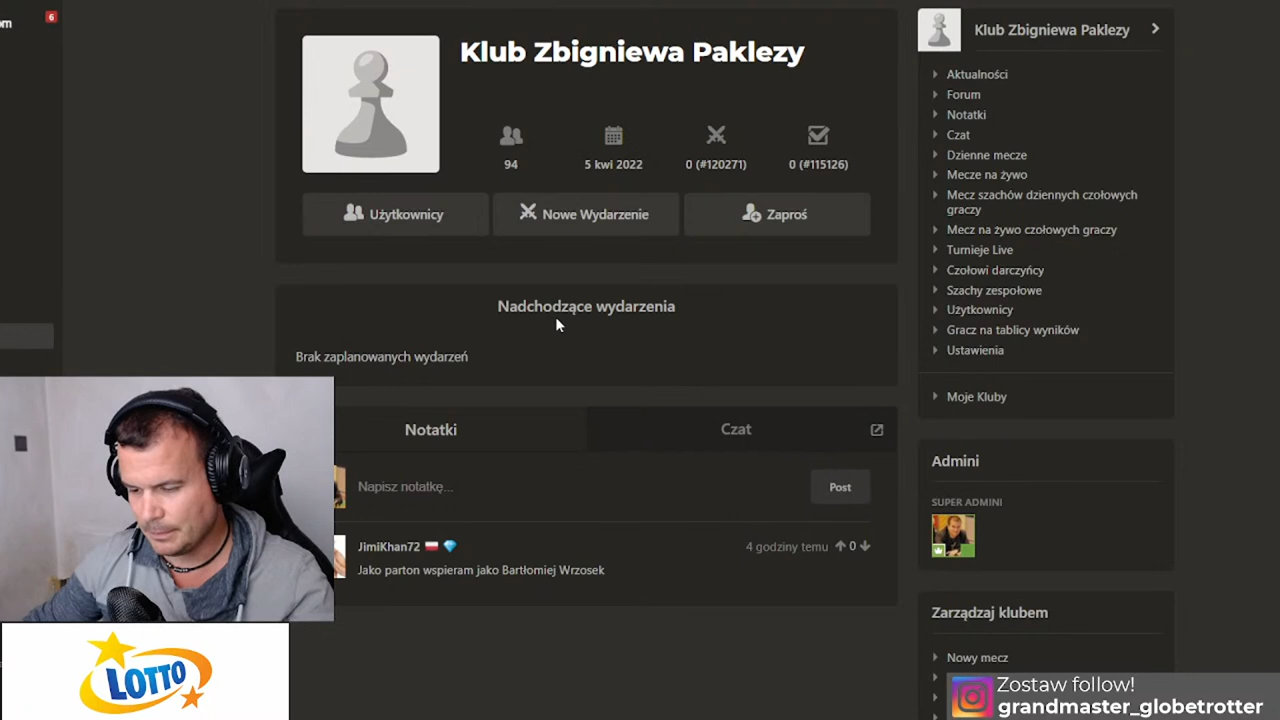 om
6
Klub Zbigniewa Paklezy
94
5 kwi 2022
0 (#120271)
0 (#115126)
Użytkownicy
Nowe Wydarzenie
Zaproś
Nadchodzące wydarzenia
Brak zaplanowanych wydarzeń
Notatki
Czat
Napisz notatkę...
Post
JimiKhan72
4 godziny temu
0
Jako parton wspieram jako Bartłomiej Wrzosek
Klub Zbigniewa Paklezy
Aktualności
Forum
Notatki
Czat
Dzienne mecze
Mecze na żywo
Mecz szachów dziennych czołowych
graczy
Mecz na żywo czołowych graczy
Turnieje Live
Czołowi darczyńcy
Szachy zespołowe
Użytkownicy
Gracz na tablicy wyników
Ustawienia
Moje Kluby
Admini
SUPER ADMINI
Zarządzaj klubem
Nowy mecz
LOTTO
Zostaw follow!
grandmaster_globetrotter